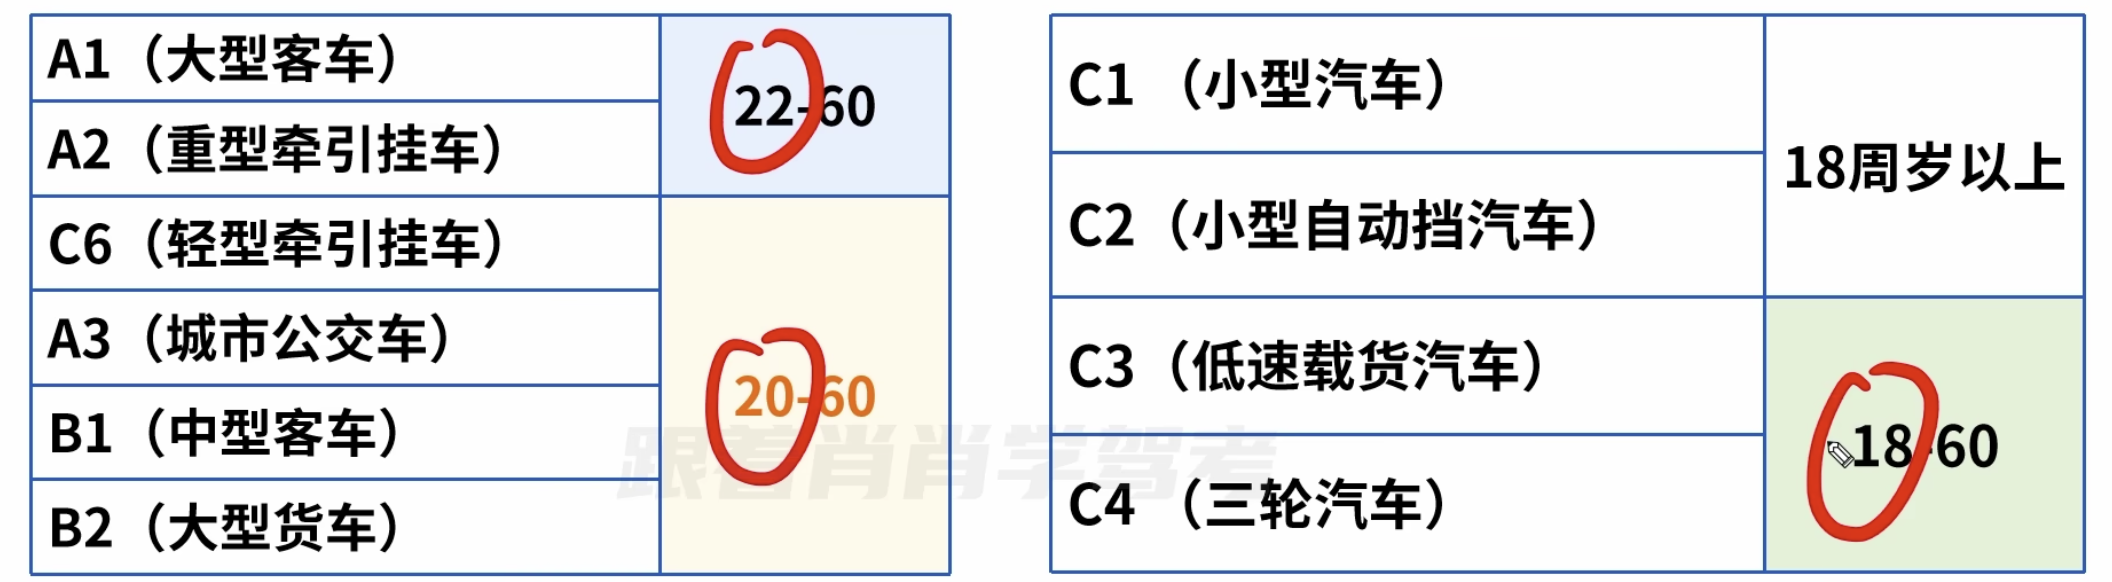 A1（大型客车）
A2（重型牵引挂车）
22-60
C6（轻型牵引挂车）
A3（城市公交车）
B1（中型客车）
B2（大型货车）
20-60
C1 （小型汽车）
C2（小型自动挡汽车）
18周岁以上
C3（低速载货汽车）
C4 （三轮汽车）
18-60
跟着肖肖学驾考